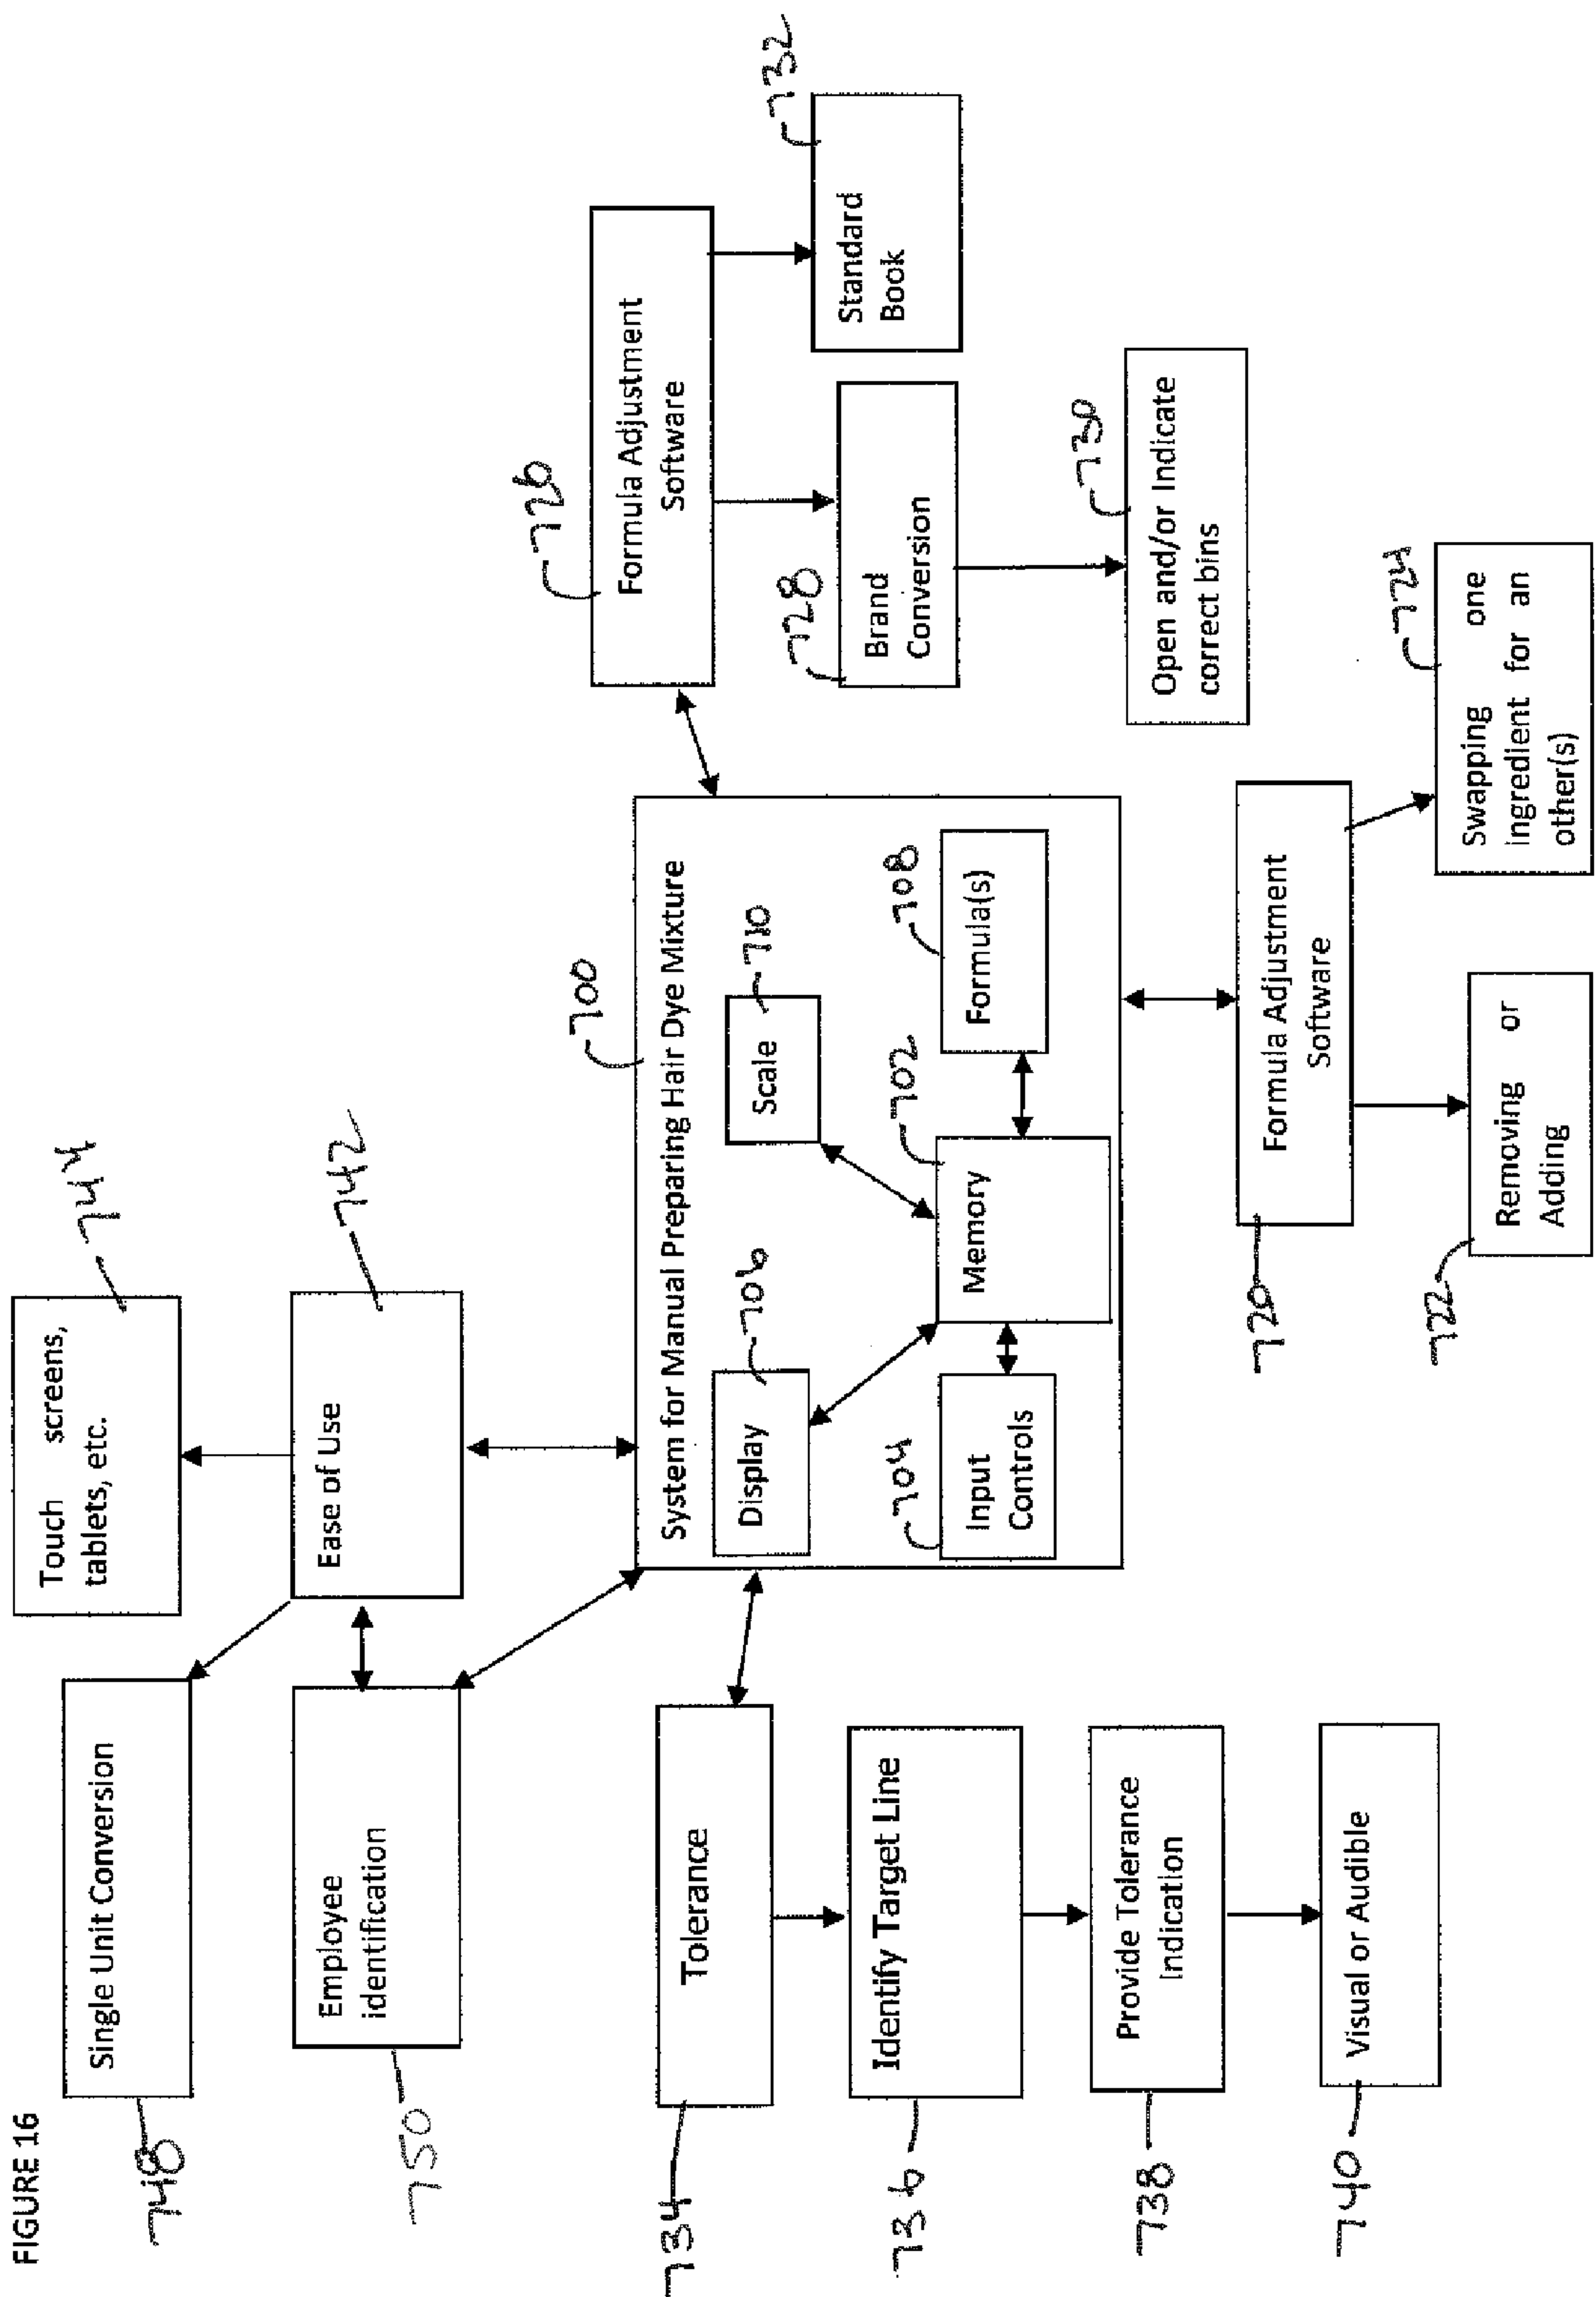 FIGURE 16
748
Single Unit Conversion
Touch screens,
tablets, etc.
744
750
Employee
identification
Ease of Use
742
700
System for Manual Preparing Hair Dye Mixture
Display
706
Scale
710
704
Input
Controls
Memory
702
Formula(s)
708
734
Tolerance
736
Identify Target Line
738
Provide Tolerance
Indication
740
Visual or Audible
726
Formula Adjustment
Software
728
Brand
Conversion
Standard
Book
732
Open and/or Indicate
correct bins
730
720
Formula Adjustment
Software
722
Removing or
Adding
Swapping one
ingredient for an
other(s)
724